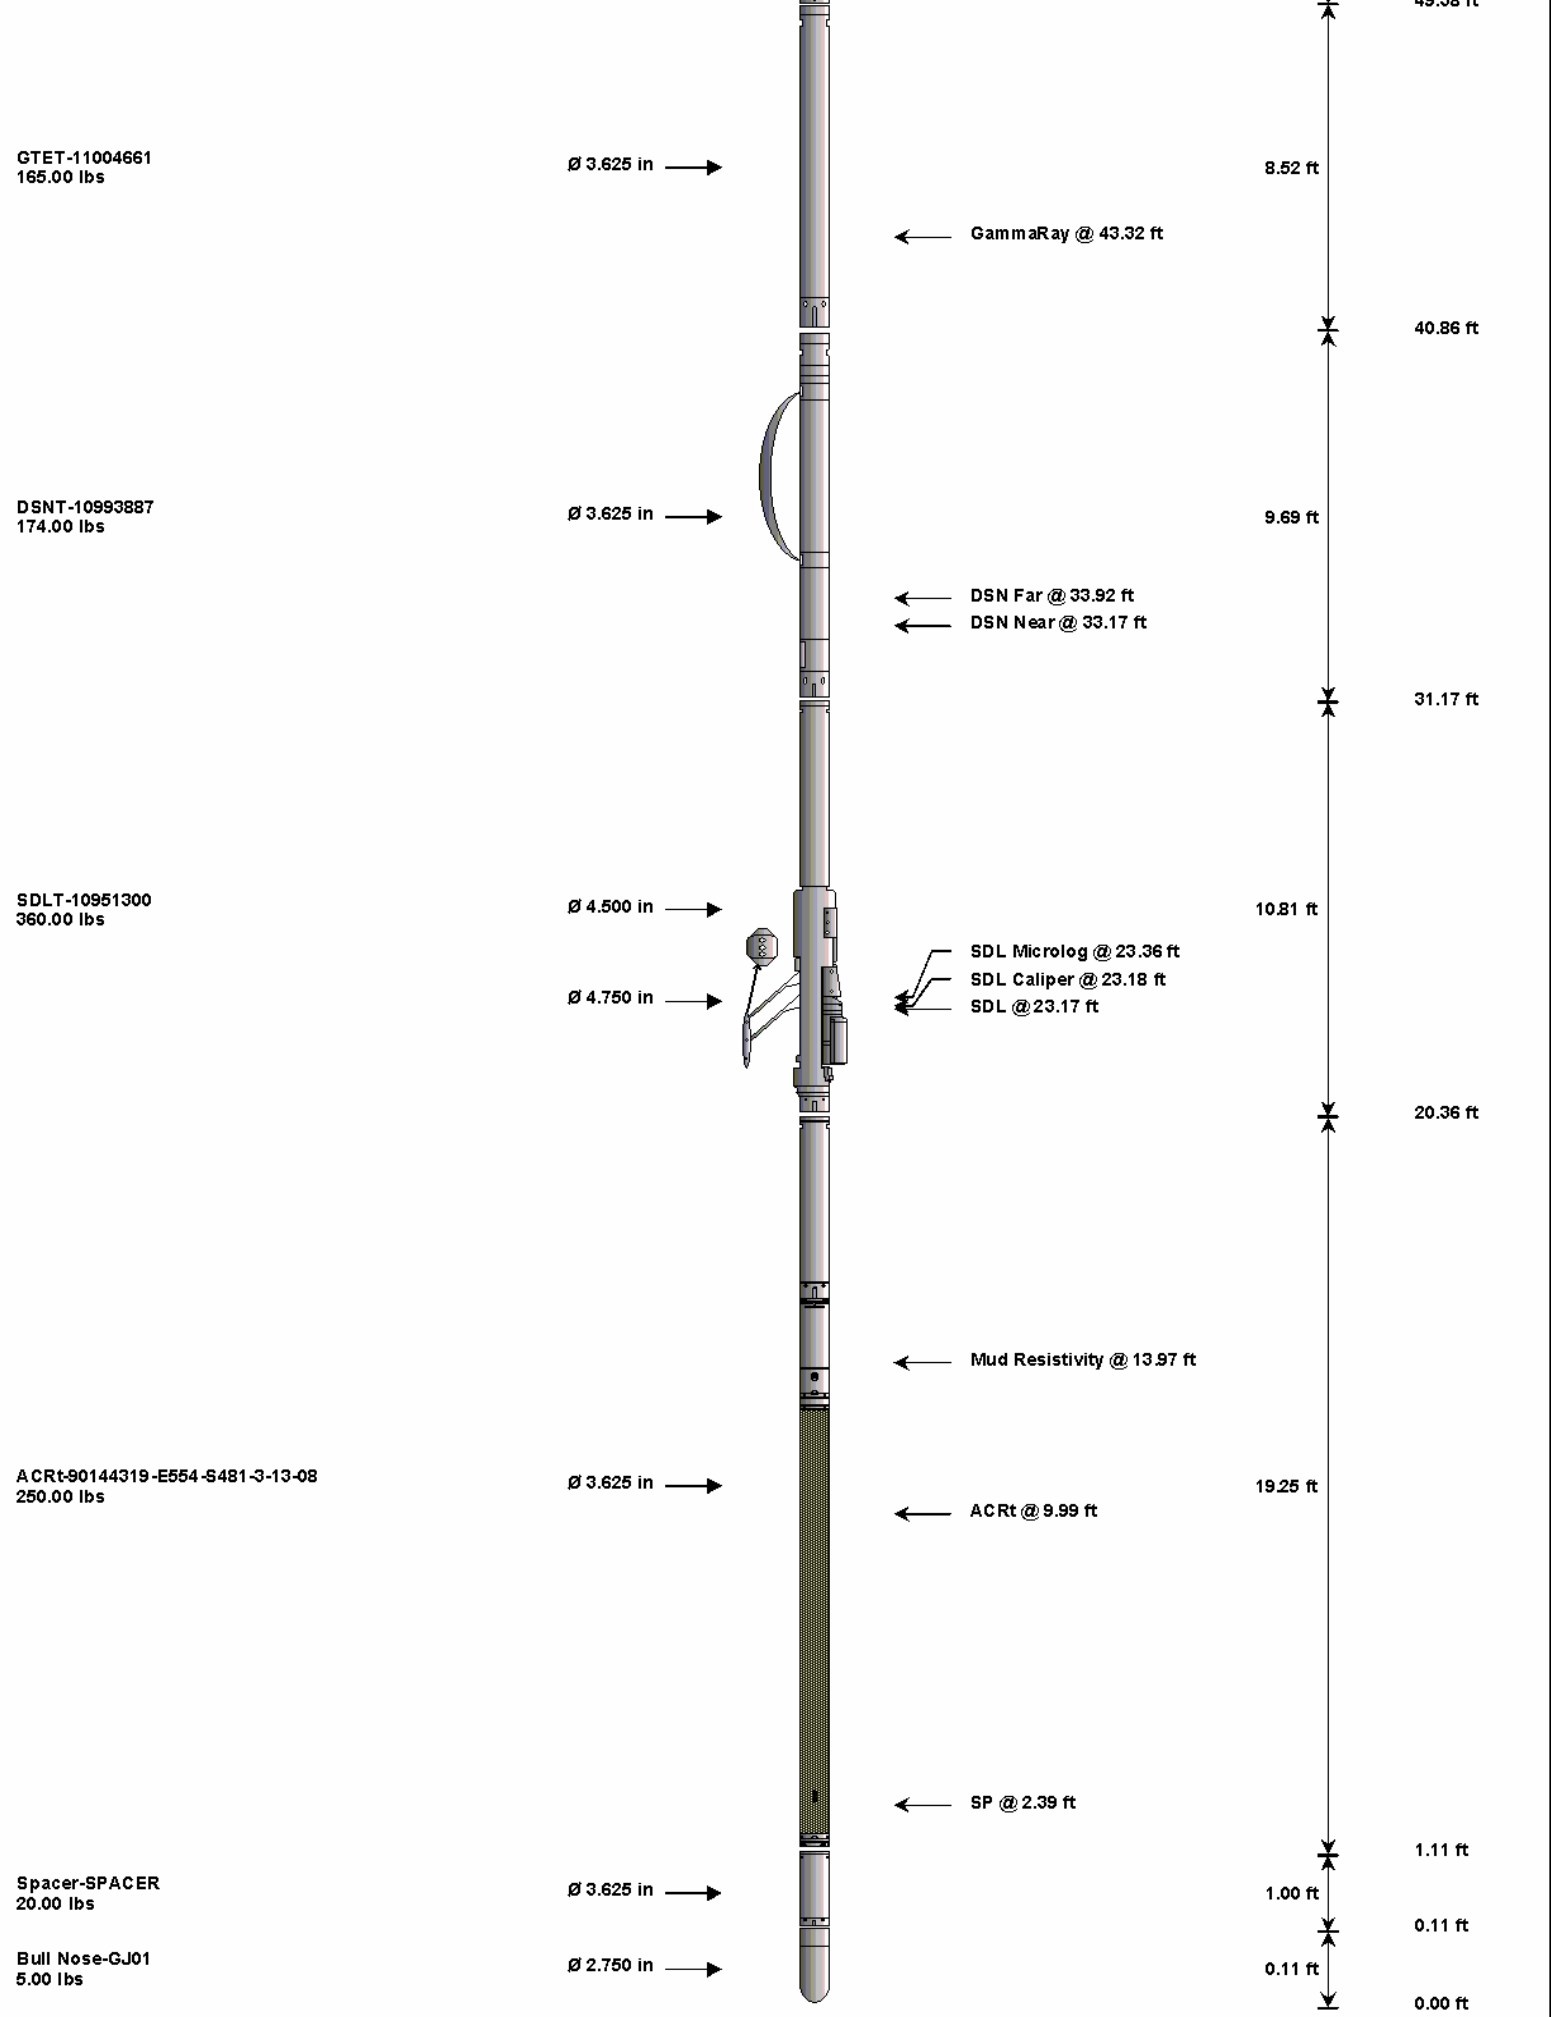 49.38 ft
GTET-11004661
165.00 lbs
Ø 3.625 in
8.52 ft
GammaRay @ 43.32 ft
40.86 ft
DSNT-10993887
174.00 lbs
Ø 3.625 in
9.69 ft
DSN Far @ 33.92 ft
DSN Near @ 33.17 ft
31.17 ft
SDLT-10951300
360.00 lbs
Ø 4.500 in
10.81 ft
SDL Microlog @ 23.36 ft
SDL Caliper @ 23.18 ft
Ø 4.750 in
SDL @ 23.17 ft
20.36 ft
Mud Resistivity @ 13.97 ft
ACRt-90144319-E554-S481-3-13-08
250.00 lbs
Ø 3.625 in
19.25 ft
ACRt @ 9.99 ft
SP @ 2.39 ft
1.11 ft
Spacer-SPACER
20.00 lbs
Ø 3.625 in
1.00 ft
0.11 ft
Bull Nose-GJ01
5.00 lbs
Ø 2.750 in
0.11 ft
0.00 ft